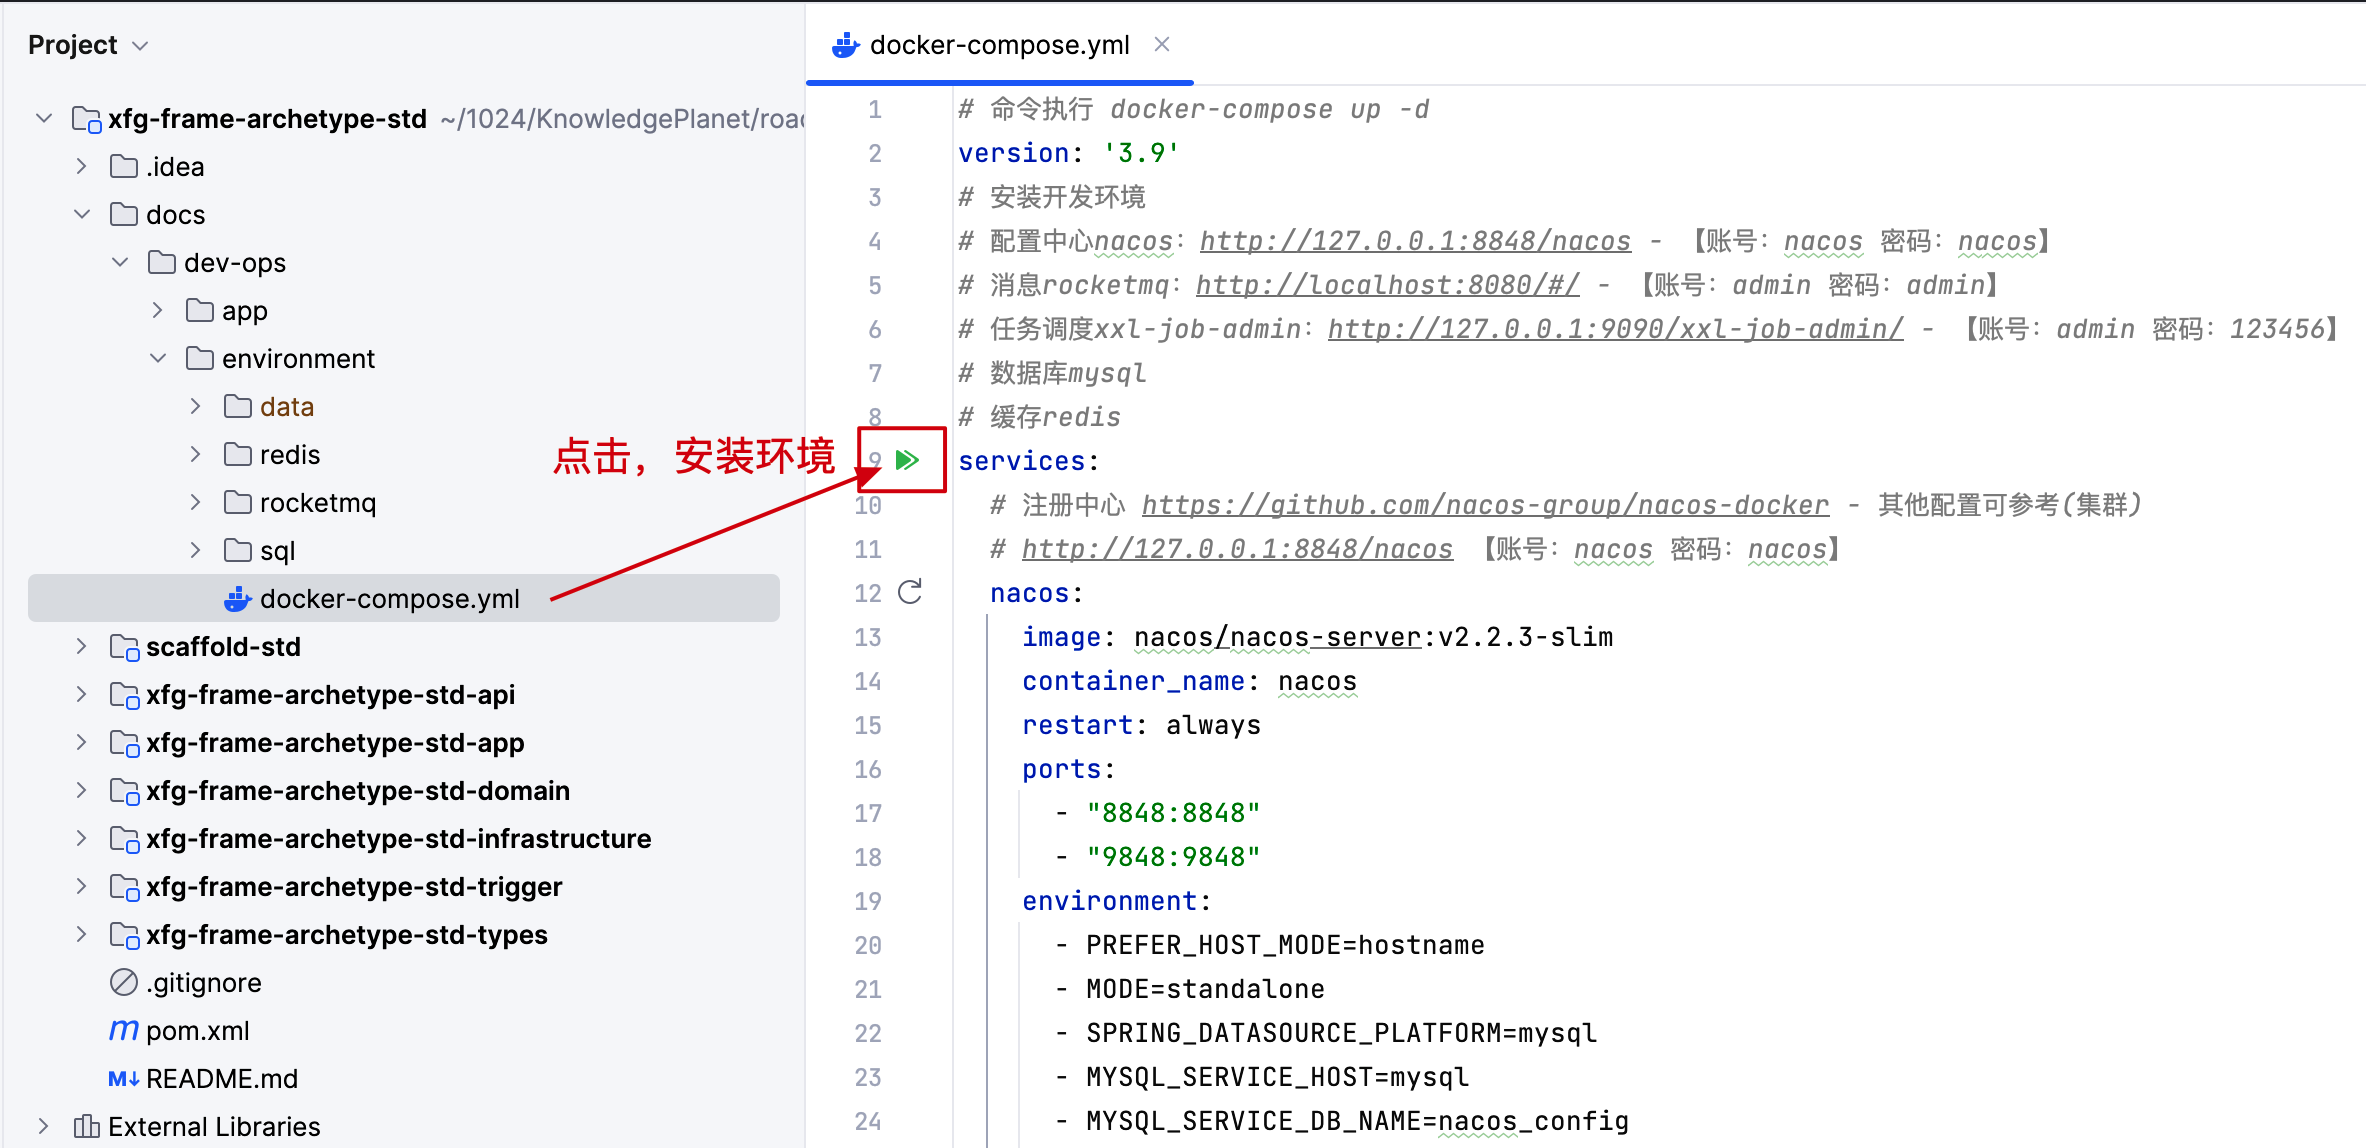 Project
xfg-frame-archetype-std ~/1024/KnowledgePlanet/road
.idea
docs
dev-ops
app
environment
data
redis
rocketmq
sql
docker-compose.yml
scaffold-std
xfg-frame-archetype-std-api
xfg-frame-archetype-std-app
xfg-frame-archetype-std-domain
xfg-frame-archetype-std-infrastructure
xfg-frame-archetype-std-trigger
xfg-frame-archetype-std-types
.gitignore
pom.xml
README.md
External Libraries
点击，安装环境
docker-compose.yml
1 # 命令执行 docker-compose up -d
2 version: '3.9'
3 # 安装开发环境
4 # 配置中心nacos：http://127.0.0.1:8848/nacos - 【账号：nacos 密码：nacos】
5 # 消息rocketmq：http://localhost:8080/#/ - 【账号：admin 密码：admin】
6 # 任务调度xxl-job-admin：http://127.0.0.1:9090/xxl-job-admin/ - 【账号：admin 密码：123456】
7 # 数据库mysql
8 # 缓存redis
9 services:
10 # 注册中心 https://github.com/nacos-group/nacos-docker - 其他配置可参考(集群)
11 # http://127.0.0.1:8848/nacos 【账号：nacos 密码：nacos】
12 nacos:
13 image: nacos/nacos-server:v2.2.3-slim
14 container_name: nacos
15 restart: always
16 ports:
17 - "8848:8848"
18 - "9848:9848"
19 environment:
20 - PREFER_HOST_MODE=hostname
21 - MODE=standalone
22 - SPRING_DATASOURCE_PLATFORM=mysql
23 - MYSQL_SERVICE_HOST=mysql
24 - MYSQL_SERVICE_DB_NAME=nacos_config